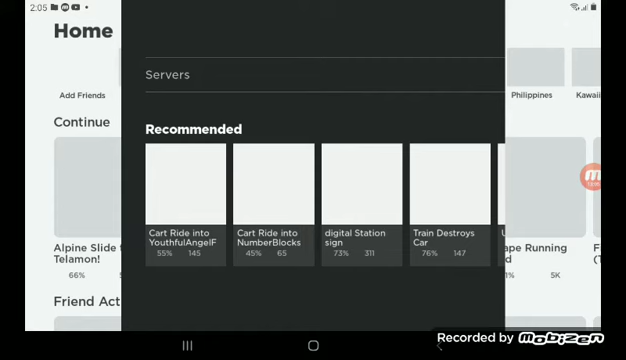 2:05
Home
Add Friends
Philippines
Kawaii
Servers
Continue
Recommended
Alpine Slide t
Telamon!
66%
Cart Ride into
YouthfulAngelF
55% 145
Cart Ride into
NumberBlocks
45% 65
digital Station
sign
73% 311
Train Destroys
Car
76% 147
ape Running
d
1% 5K
Friend Act
Recorded by mobizen